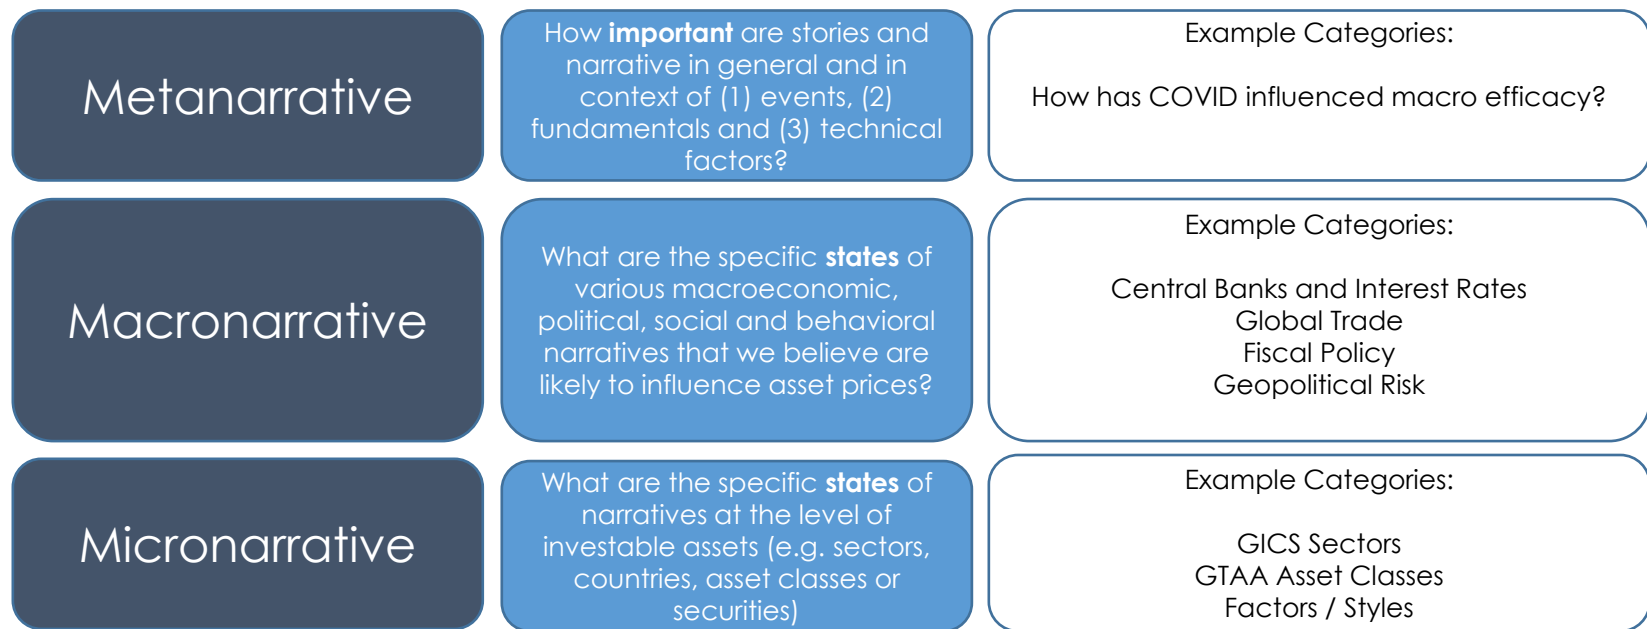 Metanarrative
How important are stories and
narrative in general and in
context of (1) events, (2)
fundamentals and (3) technical
factors?
Example Categories:
How has COVID influenced macro efficacy?
Macronarrative
What are the specific states of
various macroeconomic,
political, social and behavioral
narratives that we believe are
likely to influence asset prices?
Example Categories:
Central Banks and Interest Rates
Global Trade
Fiscal Policy
Geopolitical Risk
Micronarrative
What are the specific states of
narratives at the level of
investable assets (e.g. sectors,
countries, asset classes or
securities)
Example Categories:
GICS Sectors
GTAA Asset Classes
Factors / Styles